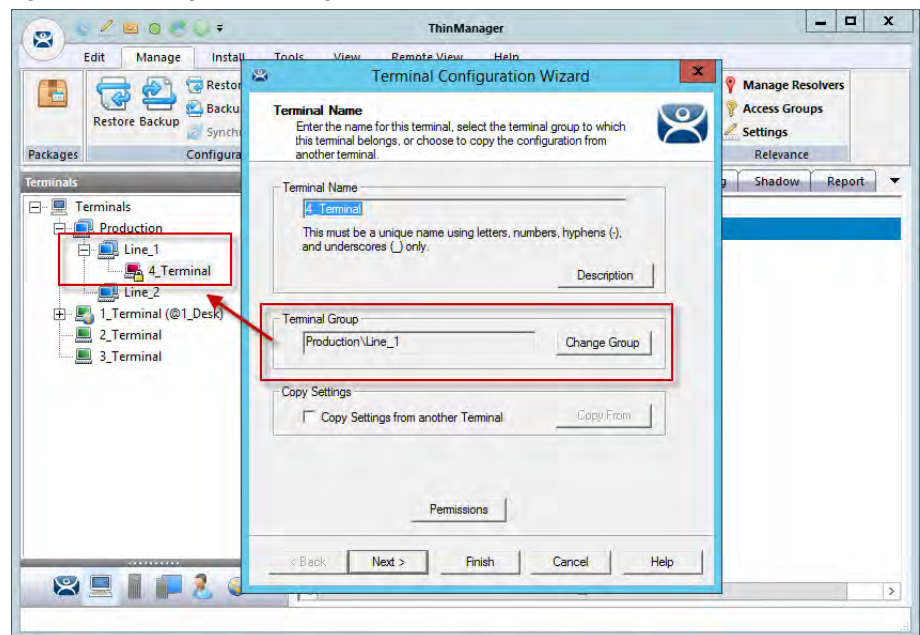 ThinManager
Edit Manage Install Tools View Remote View Help
Restore Backup
Packages
Terminal Configuration Wizard
Terminal Name
Enter the name for this terminal, select the terminal group to which
this terminal belongs, or choose to copy the configuration from
another terminal.
Manage Resolvers
Access Groups
Settings
Relevance
Terminals
Shadow Report
Terminals
Production
Line_1
4_Terminal
Line_2
1_Terminal (@1_Desk)
2_Terminal
3_Terminal
Terminal Name
4_Terminal
This must be a unique name using letters, numbers, hyphens (-),
and underscores (_) only.
Description
Terminal Group
Production\Line_1
Change Group
Copy Settings
Copy Settings from another Terminal
Copy From
Permissions
< Back Next > Finish Cancel Help